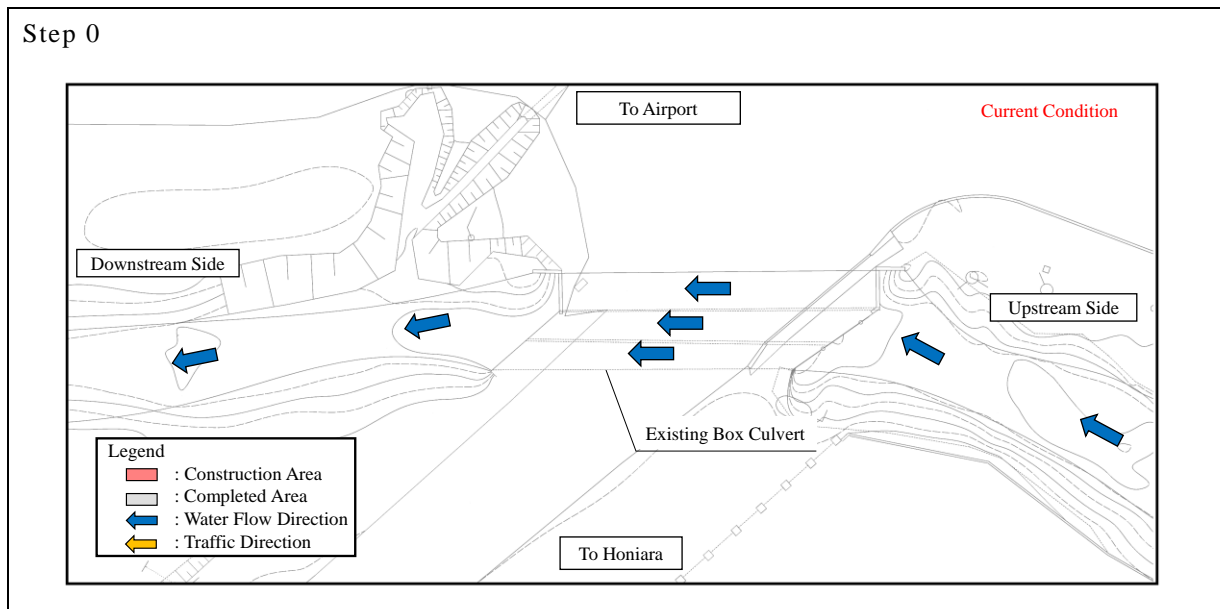 Step 0
To Airport
Current Condition
Downstream Side
Upstream Side
Existing Box Culvert
Legend
: Construction Area
: Completed Area
: Water Flow Direction
: Traffic Direction
To Honiara